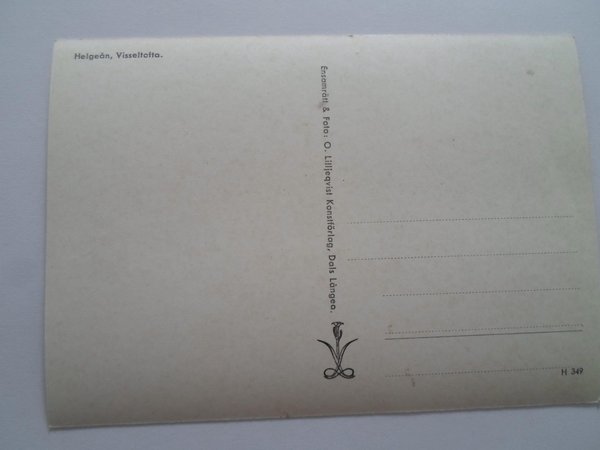 Helgeån, Visseltofta.
Ensamrätt & Foto: O. Lilljeqvist Konstförlag, Dals Långed.
H 349